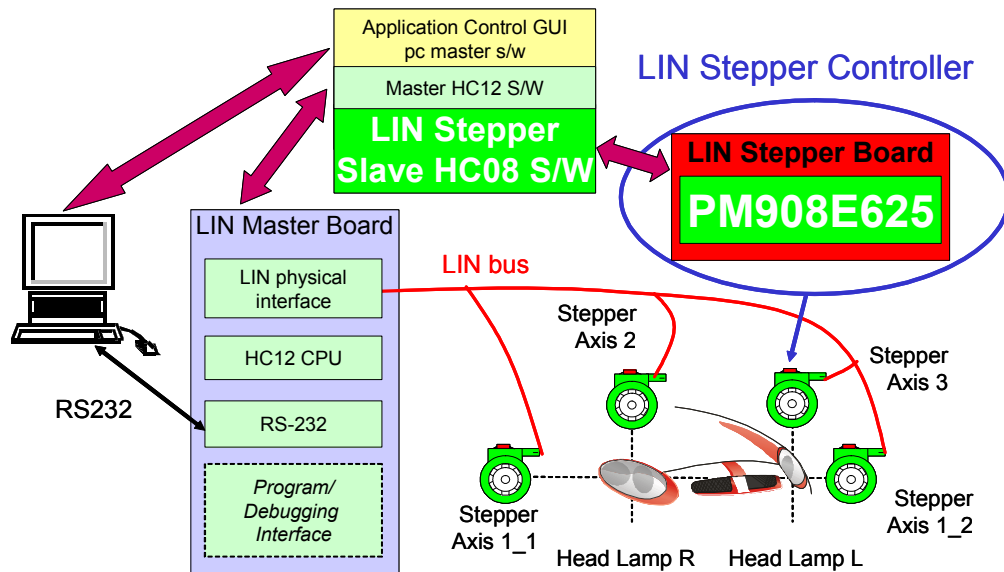 Application Control GUI
pc master s/w
Master HC12 S/W
LIN Stepper
Slave HC08 S/W
LIN Stepper Controller
LIN Stepper Board
PM908E625
LIN Master Board
LIN physical
interface
HC12 CPU
RS-232
Program/
Debugging
Interface
RS232
LIN bus
Stepper
Axis 2
Stepper
Axis 3
Stepper
Axis 1_1
Stepper
Axis 1_2
Head Lamp R
Head Lamp L